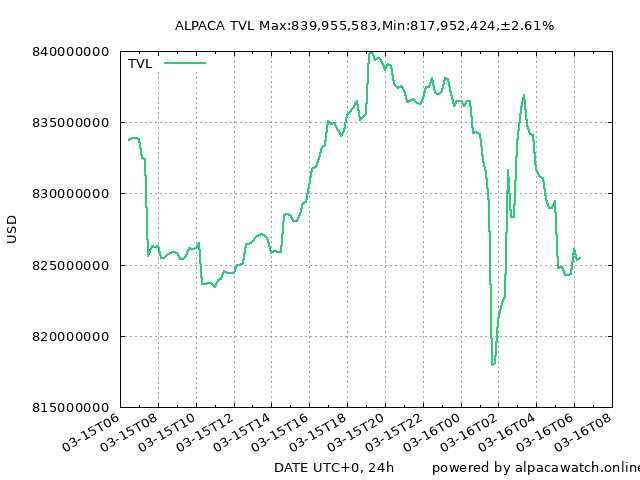 ALPACA TVL Max:839,955,583,Min:817,952,424,±2.61%
TVL
840000000
835000000
830000000
825000000
820000000
815000000
USD
03-15T06
03-15T08
03-15T10
03-15T12
03-15T14
03-15T16
03-15T18
03-15T20
03-15T22
03-16T00
03-16T02
03-16T04
03-16T06
03-16T08
DATE UTC+0, 24h
powered by alpacawatch.online